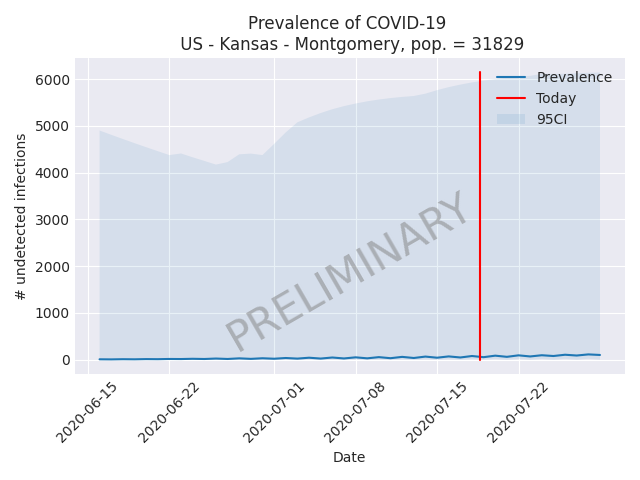 Prevalence of COVID-19
US - Kansas - Montgomery, pop. = 31829
6000
5000
4000
3000
2000
1000
0
# undetected infections
Prevalence
Today
95CI
PRELIMINARY
2020-06-15
2020-06-22
2020-07-01
2020-07-08
2020-07-15
2020-07-22
Date